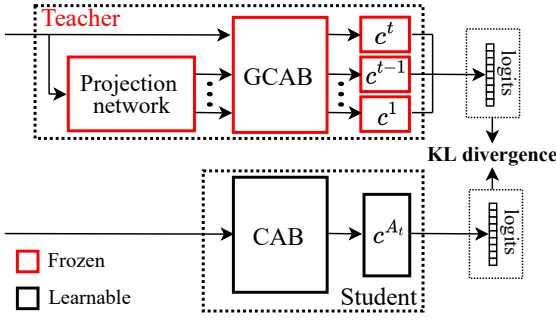 Teacher
Projection
network
GCAB
c^t
c^{t-1}
c^1
logits
KL divergence
CAB
c^{A_t}
logits
Student
Frozen
Learnable